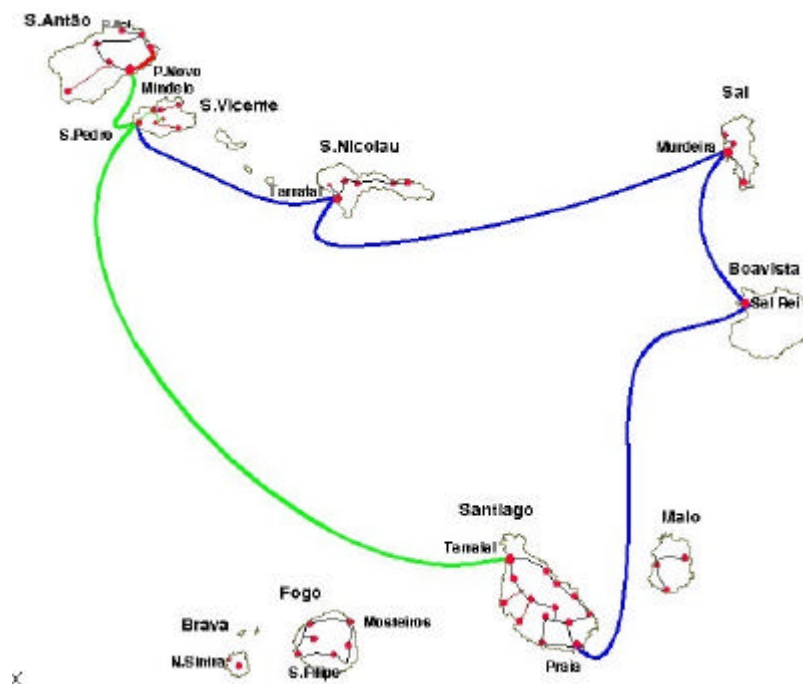 S.Antão
P.Novo
Mindelo
S.Vicente
S.Pedro
S.Nicolau
Tarrafal
Sal
Murdeira
Boavista
Sal Rei
Santiago
Tarrafal
Maio
Fogo
Mosteiros
Brava
N.Sintra
S.Filipe
Praia
X